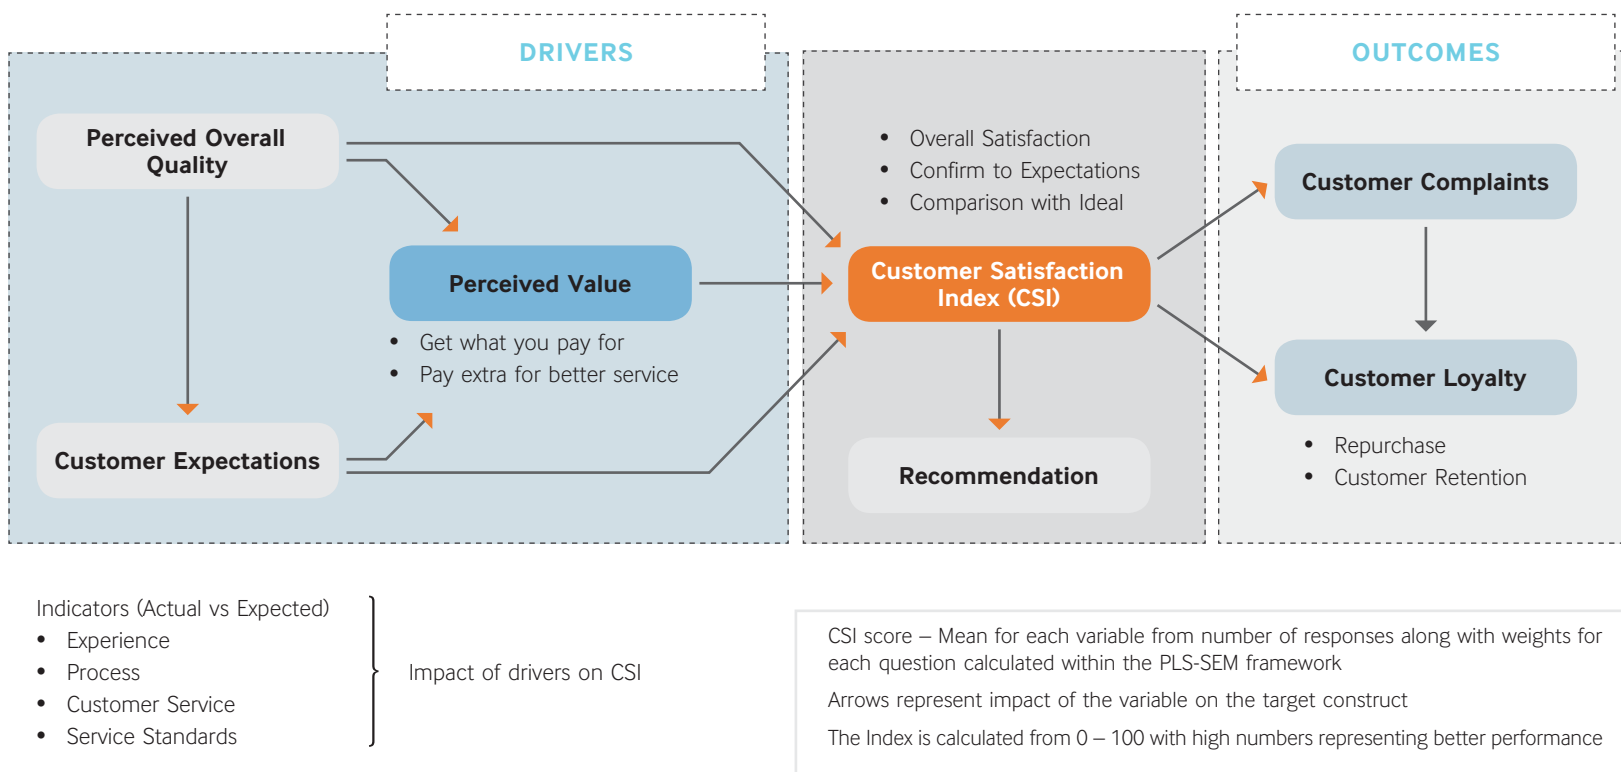 DRIVERS
OUTCOMES
Perceived Overall
Quality
• Overall Satisfaction
• Confirm to Expectations
• Comparison with Ideal
Customer Complaints
Perceived Value
Customer Satisfaction
Index (CSI)
• Get what you pay for
• Pay extra for better service
Customer Loyalty
Customer Expectations
Recommendation
• Repurchase
• Customer Retention
Indicators (Actual vs Expected)
• Experience
• Process
• Customer Service
• Service Standards
Impact of drivers on CSI
CSI score – Mean for each variable from number of responses along with weights for
each question calculated within the PLS-SEM framework
Arrows represent impact of the variable on the target construct
The Index is calculated from 0 – 100 with high numbers representing better performance